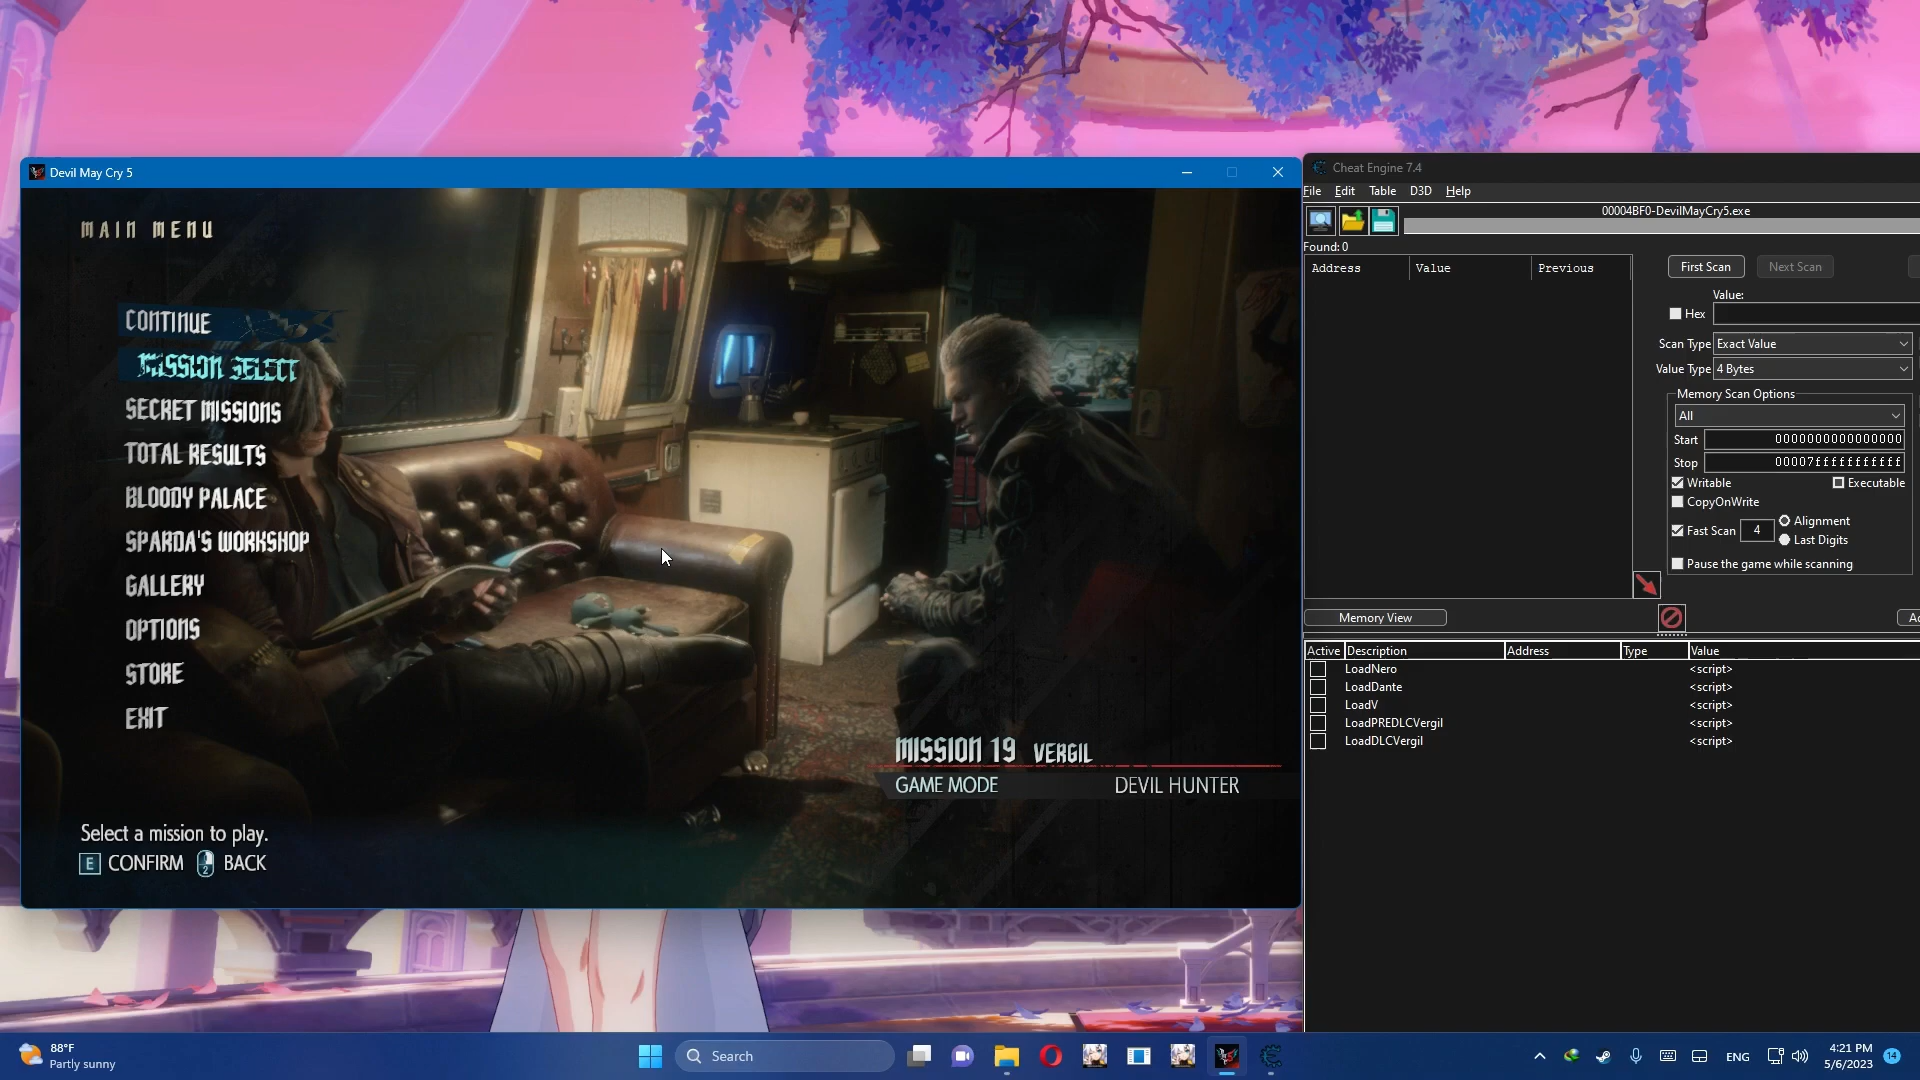 Devil May Cry 5
MAIN MENU
CONTINUE
MISSION SELECT
SECRET MISSIONS
TOTAL RESULTS
BLOODY PALACE
SPARDA'S WORKSHOP
GALLERY
OPTIONS
STORE
EXIT
MISSION 19 VERGIL
GAME MODE DEVIL HUNTER
Select a mission to play.
E CONFIRM 2 BACK
Cheat Engine 7.4
File Edit Table D3D Help
00004BF0-DevilMayCry5.exe
Found: 0
Address Value Previous
First Scan Next Scan
Value:
Hex
Scan Type Exact Value
Value Type 4 Bytes
Memory Scan Options
All
Start 0000000000000000
Stop 00007fffffffffff
Writable Executable
CopyOnWrite
Fast Scan 4 Alignment
Last Digits
Pause the game while scanning
Memory View
Active Description Address Type Value
LoadNero <script>
LoadDante <script>
LoadV <script>
LoadPREDLCVergil <script>
LoadDLCVergil <script>
88°F
Partly sunny
Search
ENG
4:21 PM
5/6/2023
14